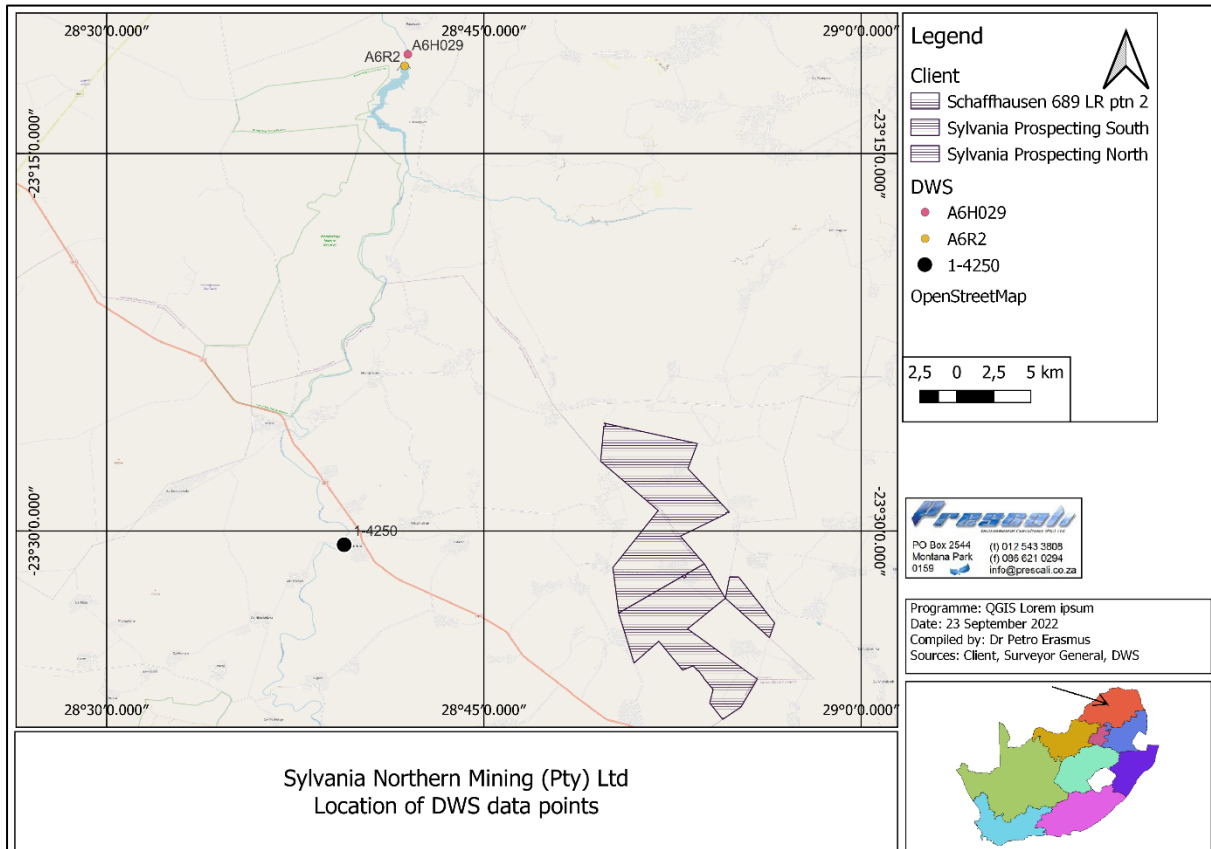 28°30'0.000"
28°45'0.000"
29°0'0.000"
A6H029
A6R2
-23°15'0.000"
-23°15'0.000"
-23°30'0.000"
-23°30'0.000"
1-4250
28°30'0.000"
28°45'0.000"
29°0'0.000"
Sylvania Northern Mining (Pty) Ltd
Location of DWS data points
Legend
Client
Schaffhausen 689 LR ptn 2
Sylvania Prospecting South
Sylvania Prospecting North
DWS
A6H029
A6R2
1-4250
OpenStreetMap
2,5 0 2,5 5 km
Prescali
PO Box 2544
Montana Park
0159
(t) 012 543 3808
(f) 086 621 0294
info@prescali.co.za
Programme: QGIS Lorem ipsum
Date: 23 September 2022
Compiled by: Dr Petro Erasmus
Sources: Client, Surveyor General, DWS